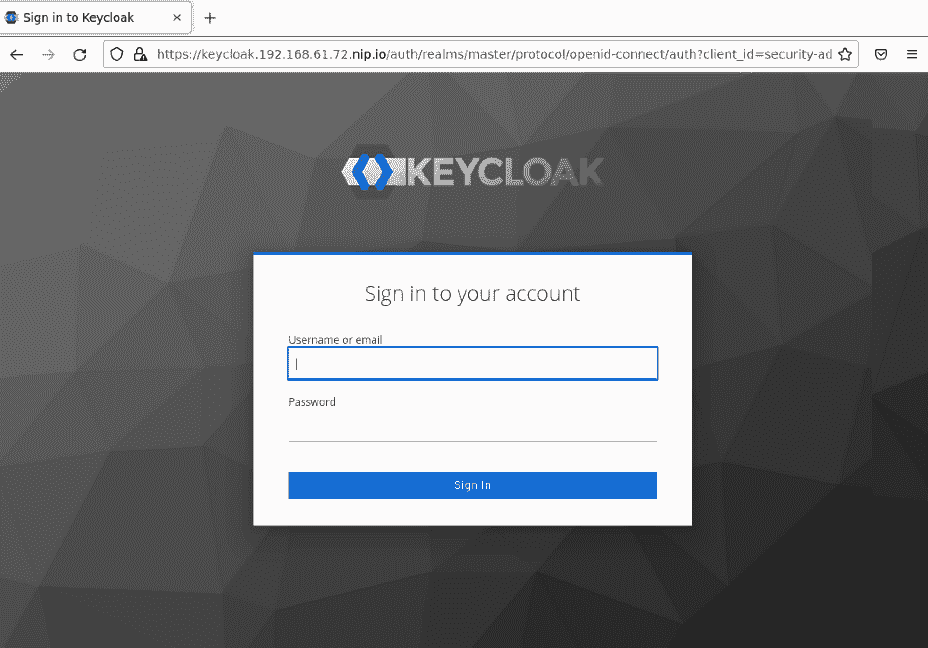 Sign in to Keycloak
https://keycloak.192.168.61.72.nip.io/auth/realms/master/protocol/openid-connect/auth?client_id=security-ad
KEYCLOAK
Sign in to your account
Username or email
Password
Sign In